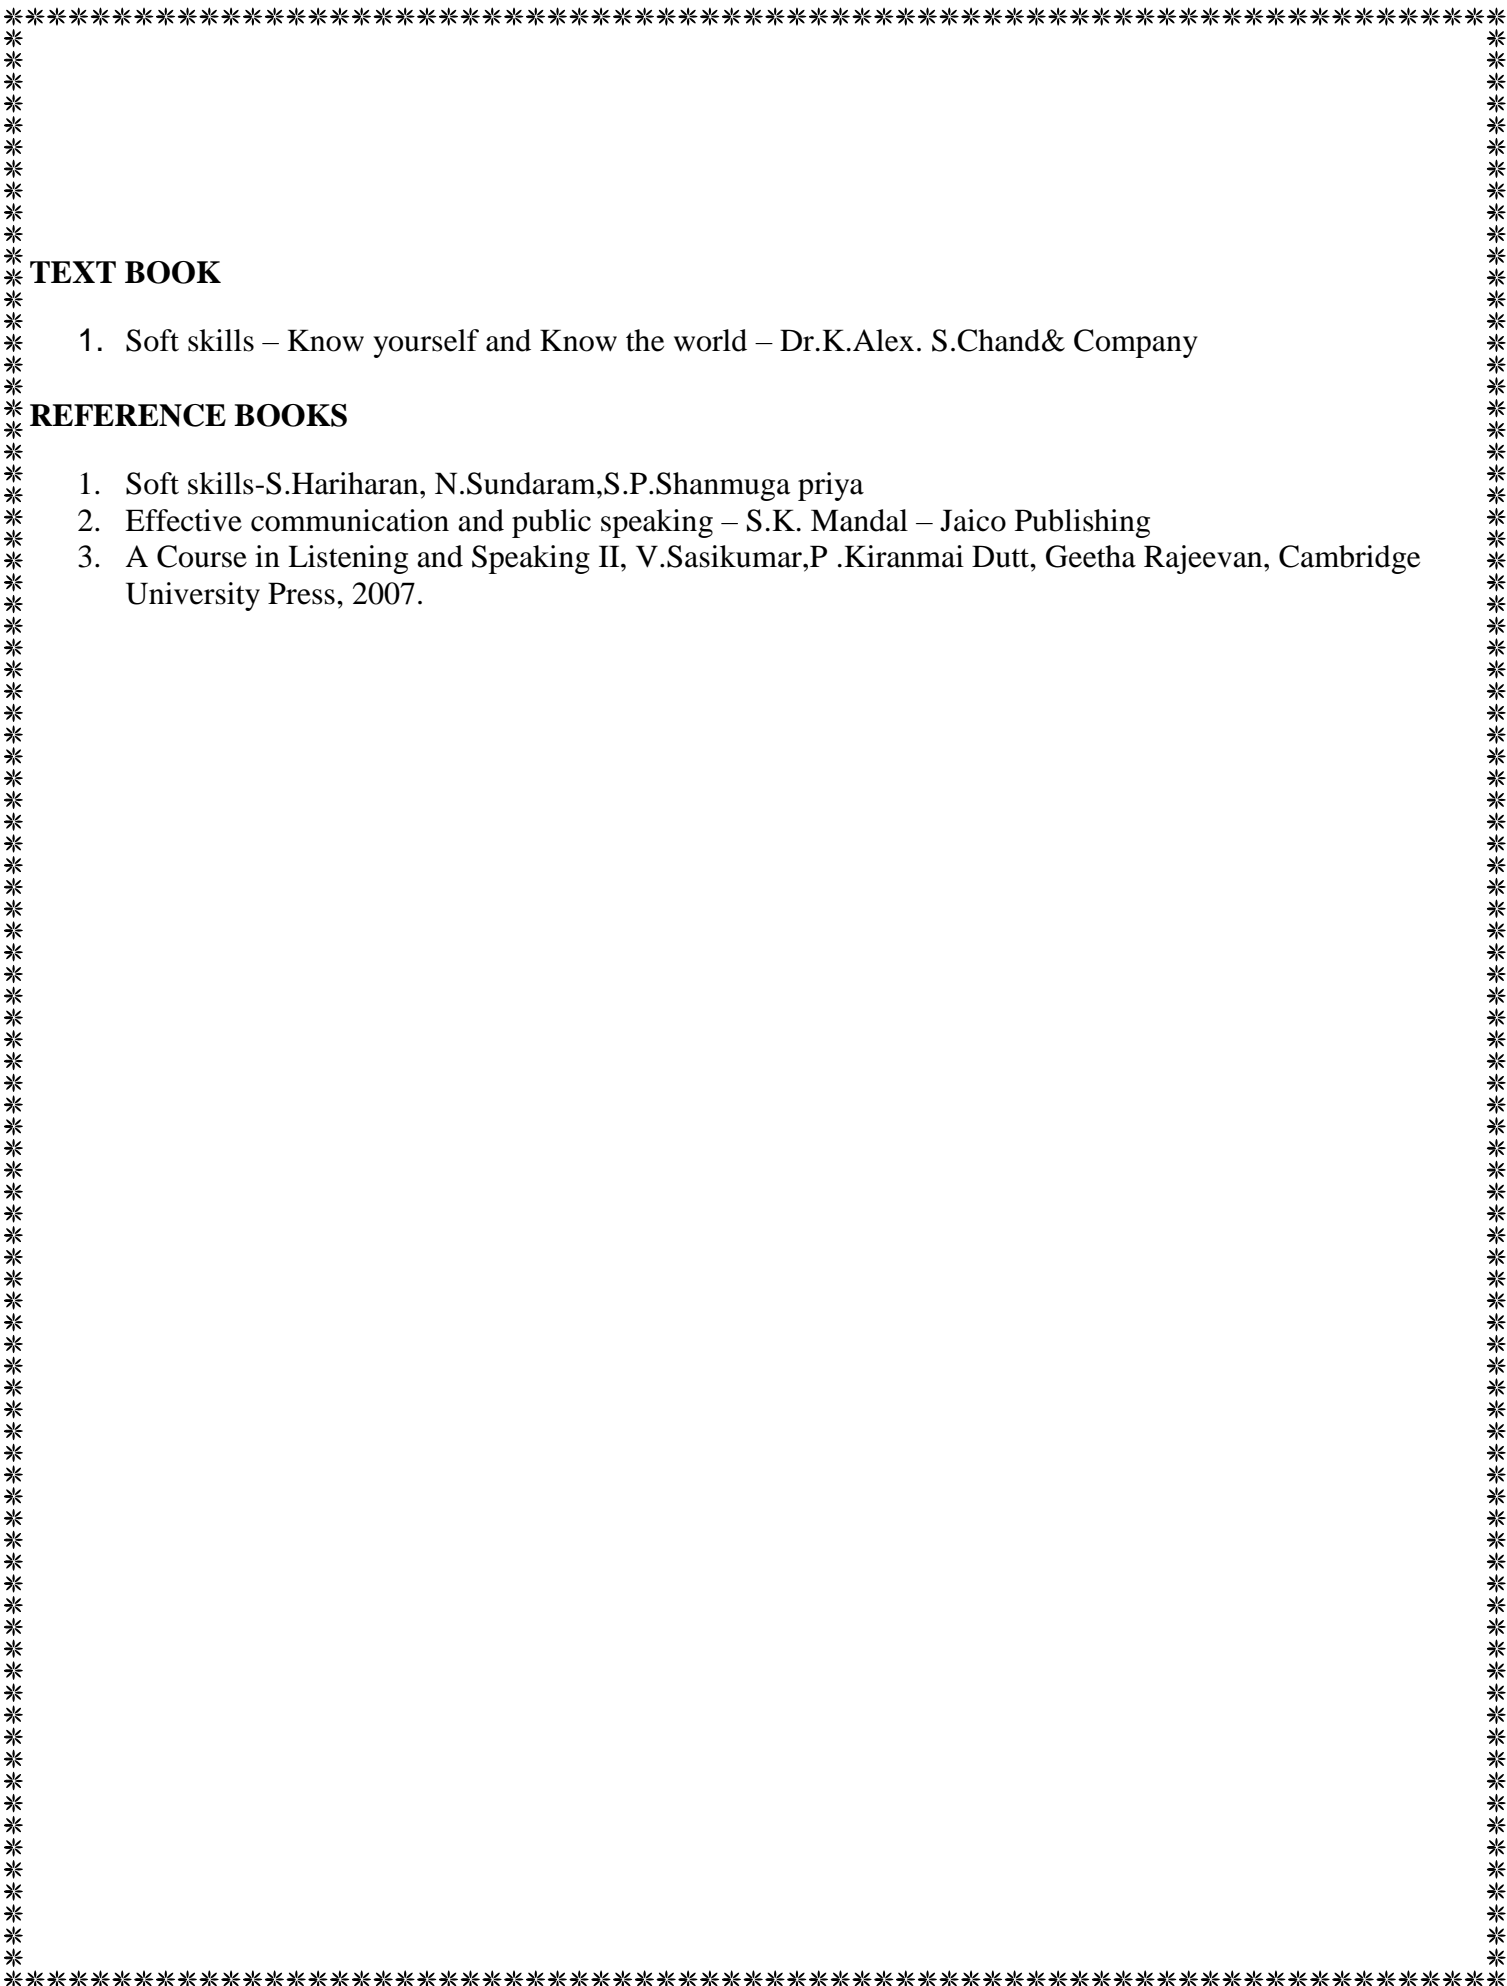 TEXT BOOK
1. Soft skills – Know yourself and Know the world – Dr.K.Alex. S.Chand& Company
REFERENCE BOOKS
1. Soft skills-S.Hariharan, N.Sundaram,S.P.Shanmuga priya
2. Effective communication and public speaking – S.K. Mandal – Jaico Publishing
3. A Course in Listening and Speaking II, V.Sasikumar,P .Kiranmai Dutt, Geetha Rajeevan, Cambridge
University Press, 2007.